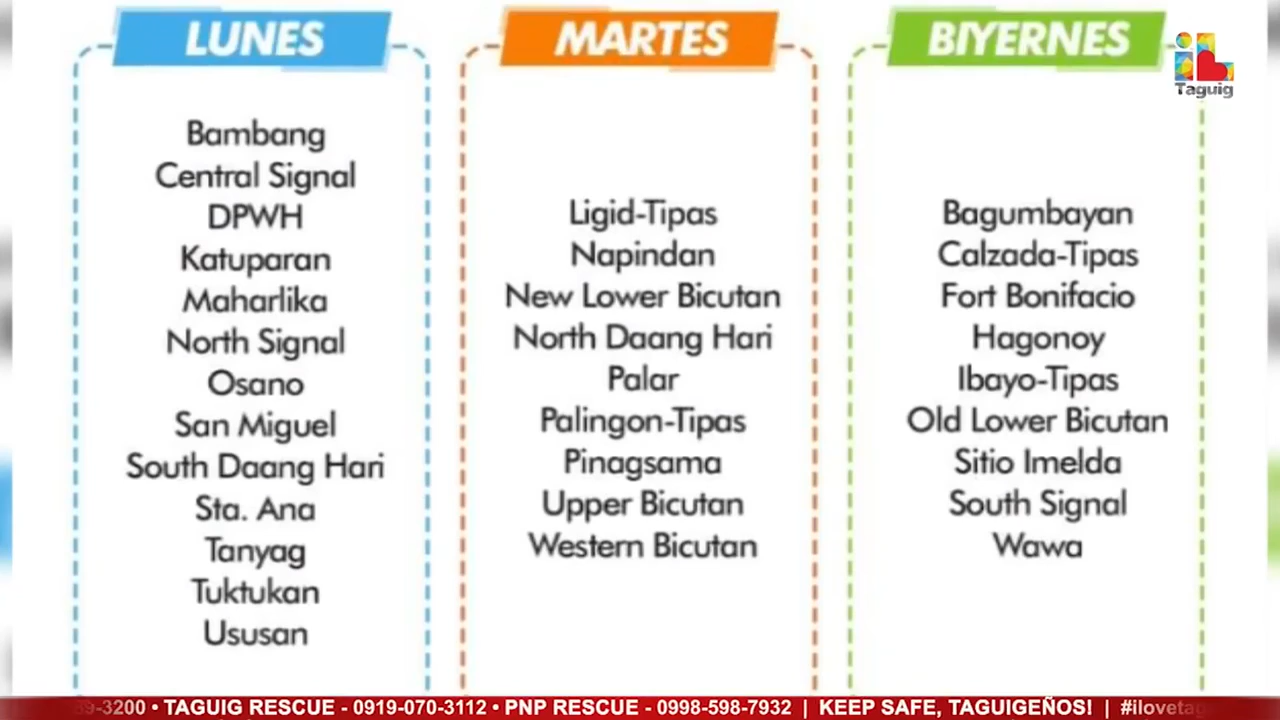 LUNES
Bambang
Central Signal
DPWH
Katuparan
Maharlika
North Signal
Osano
San Miguel
South Daang Hari
Sta. Ana
Tanyag
Tuktukan
Ususan
MARTES
Ligid-Tipas
Napindan
New Lower Bicutan
North Daang Hari
Palar
Palingon-Tipas
Pinagsama
Upper Bicutan
Western Bicutan
BIYERNES
Bagumbayan
Calzada-Tipas
Fort Bonifacio
Hagonoy
Ibayo-Tipas
Old Lower Bicutan
Sitio Imelda
South Signal
Wawa
iL
Taguig
-3200 • TAGUIG RESCUE - 0919-070-3112 • PNP RESCUE - 0998-598-7932 | KEEP SAFE, TAGUIGEÑOS! | #ilovetag